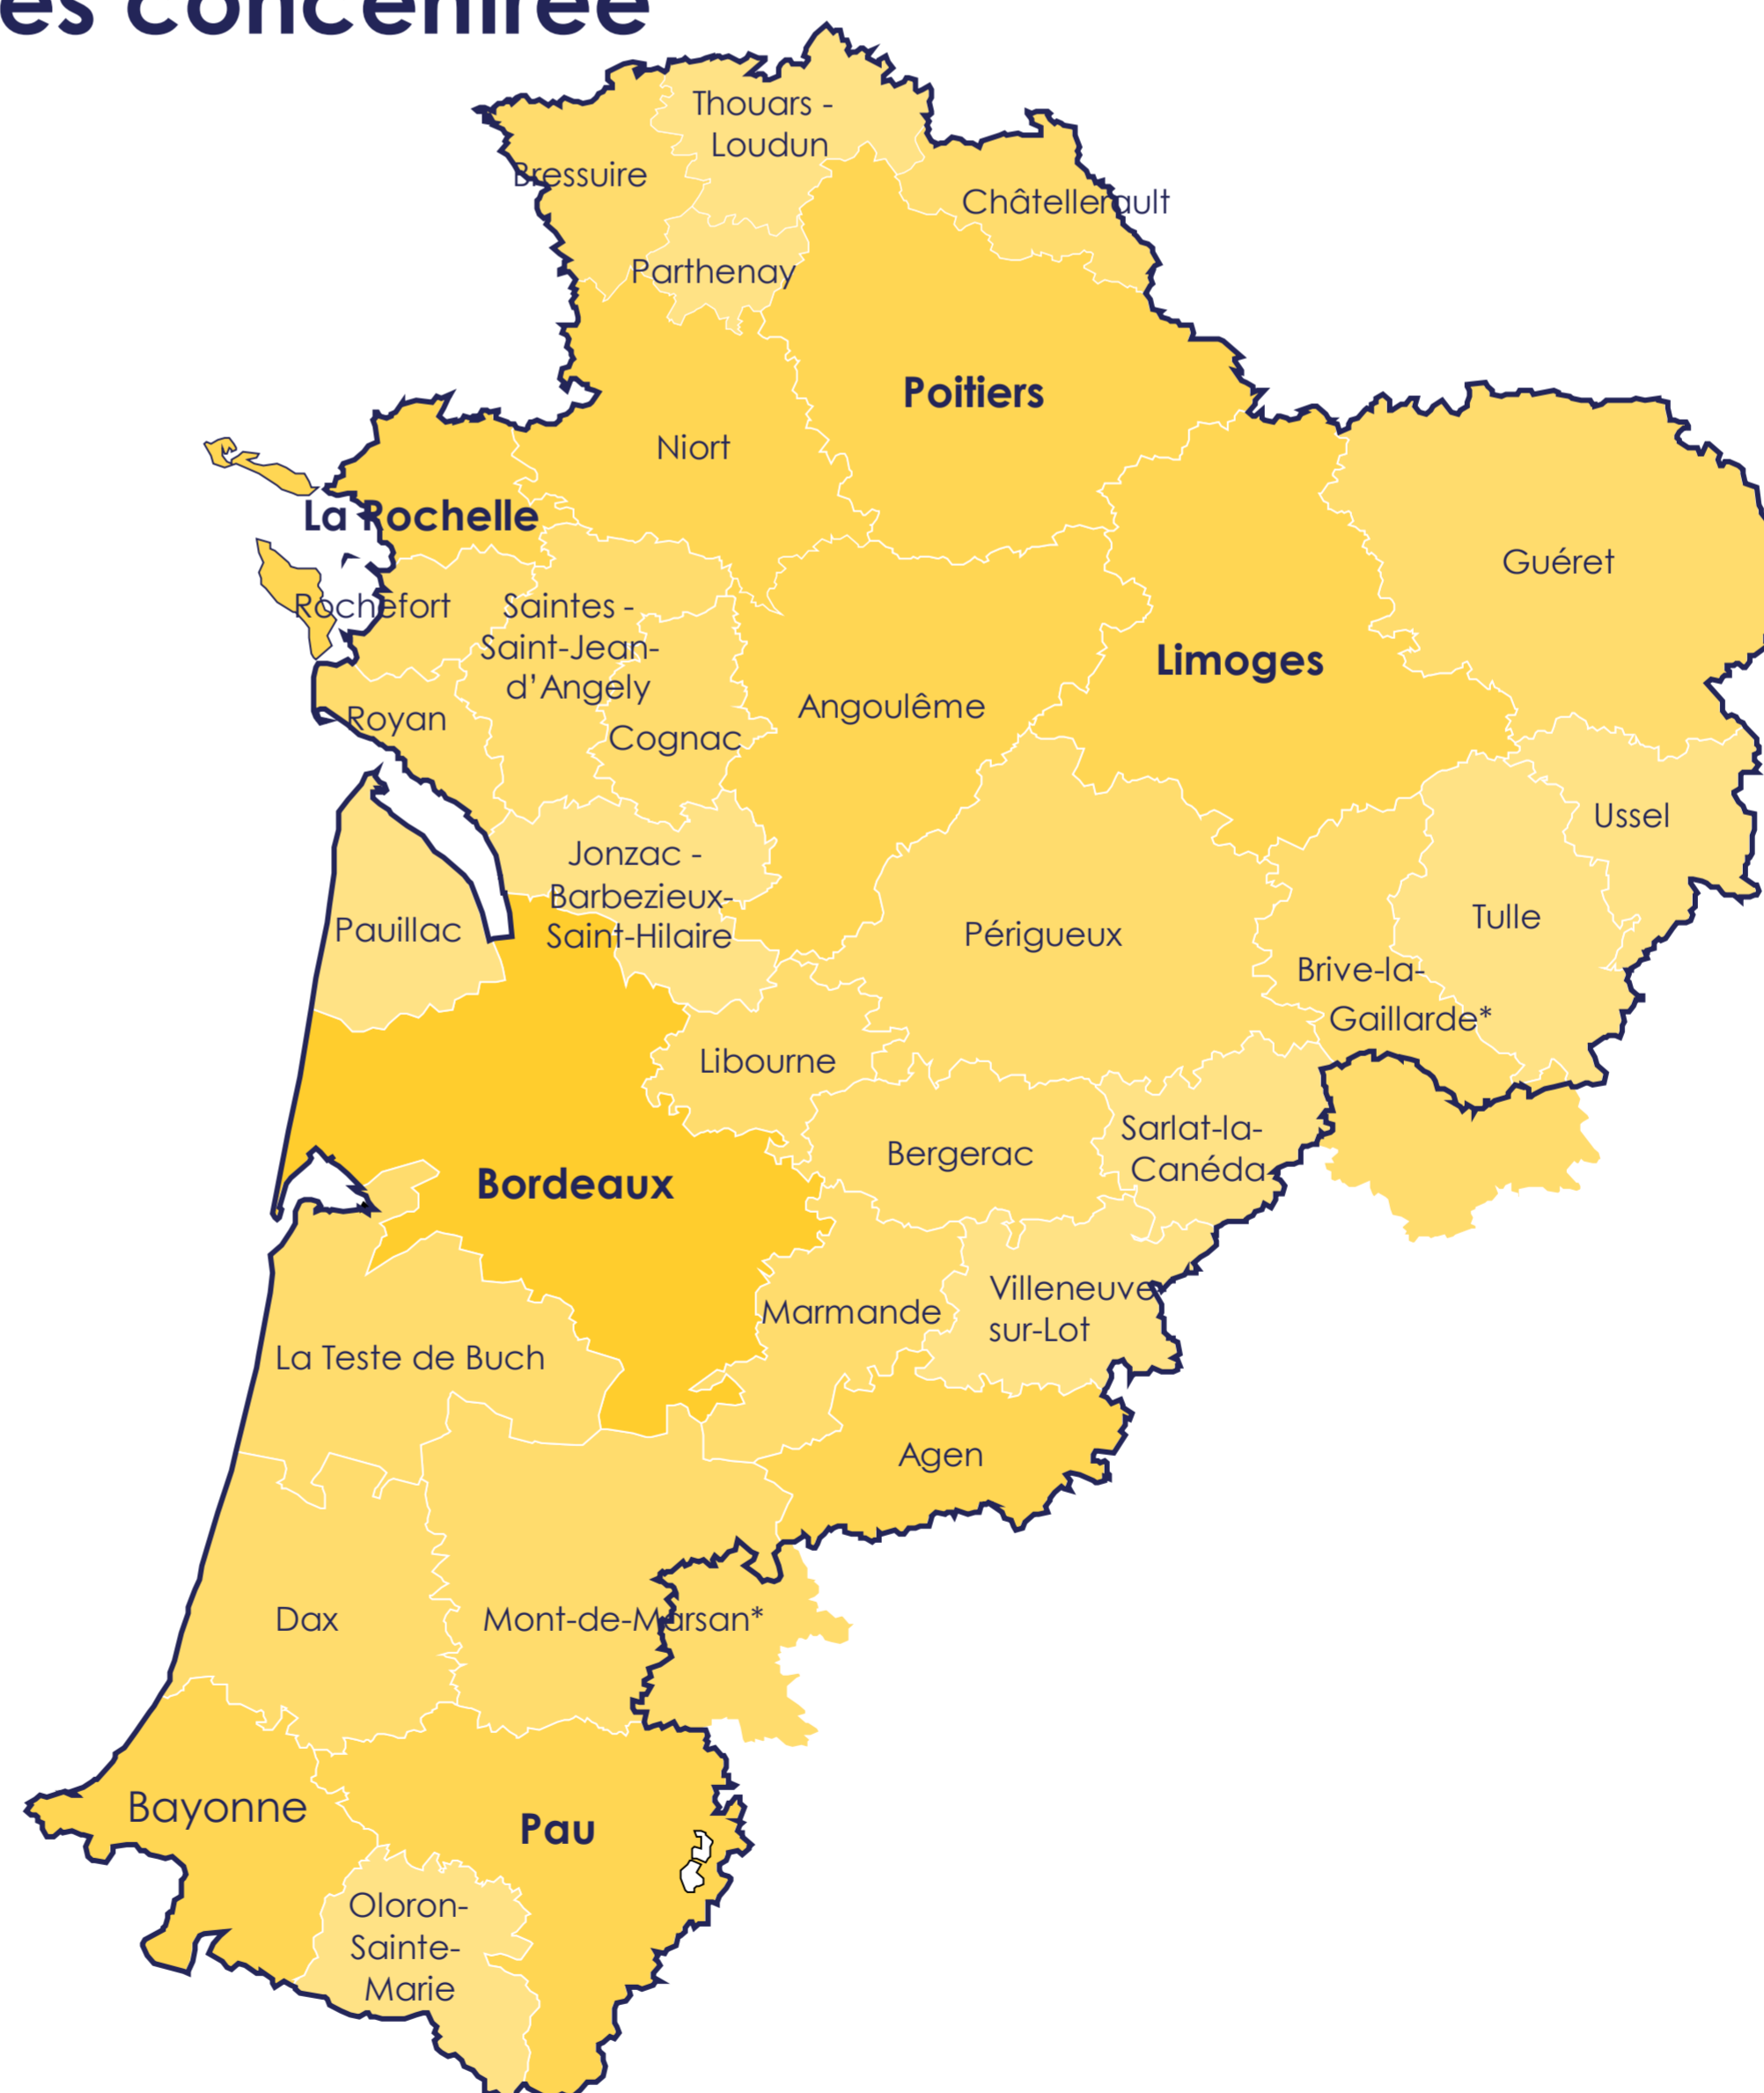 es concentrée
Thouars -
Loudun
Bressuire
Châtellerault
Parthenay
Poitiers
Niort
La Rochelle
Guéret
Rochefort
Saintes -
Saint-Jean-
d'Angely
Limoges
Royan
Angoulême
Cognac
Ussel
Jonzac -
Barbezieux-
Saint-Hilaire
Pauillac
Périgueux
Tulle
Brive-la-
Gaillarde*
Libourne
Bergerac
Sarlat-la-
Canéda
Bordeaux
Villeneuve
sur-Lot
Marmande
La Teste de Buch
Agen
Dax
Mont-de-Marsan*
Bayonne
Pau
Oloron-
Sainte-
Marie